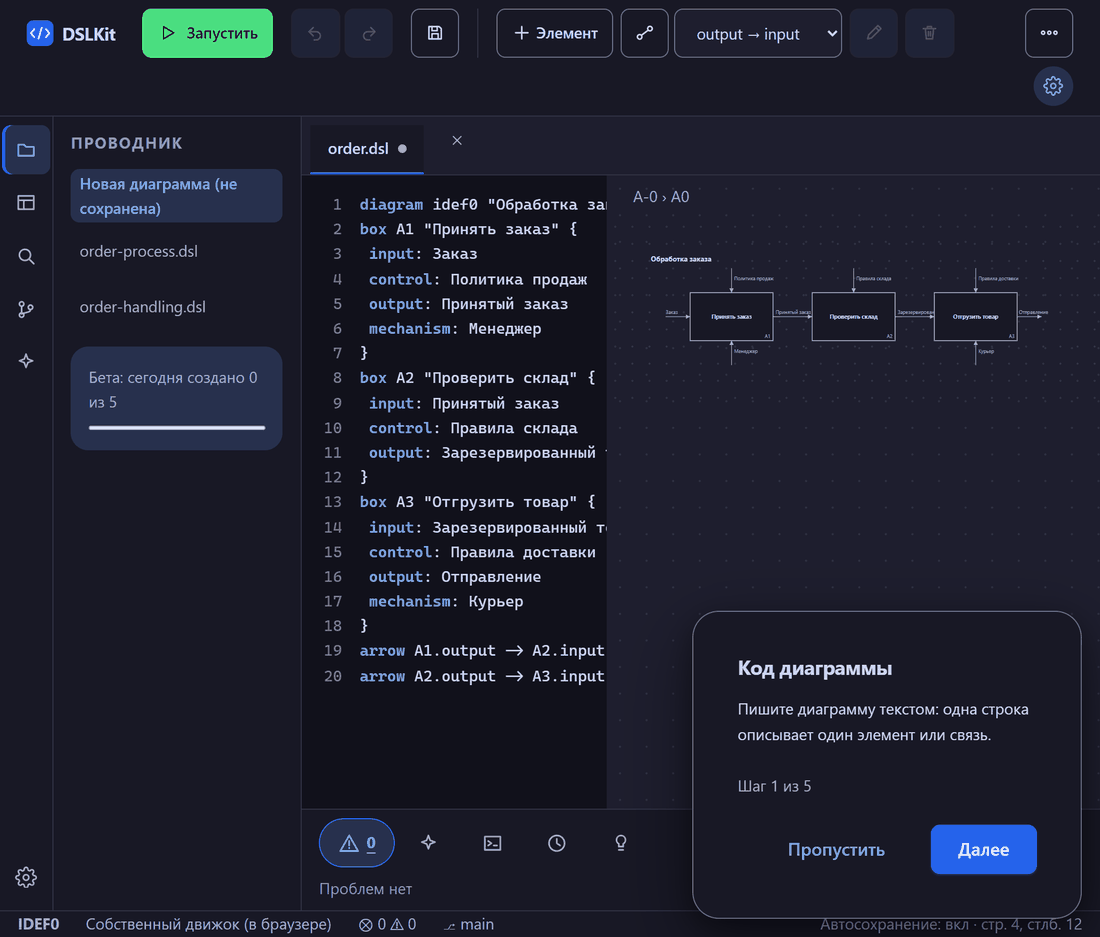 DSLKit
Запустить
Элемент
output → input
ПРОВОДНИК
Новая диаграмма (не
сохранена)
order-process.dsl
order-handling.dsl
Бета: сегодня создано 0
из 5
order.dsl
1 diagram idef0 "Обработка за
2 box A1 "Принять заказ" {
3 input: Заказ
4 control: Политика продаж
5 output: Принятый заказ
6 mechanism: Менеджер
7 }
8 box A2 "Проверить склад" {
9 input: Принятый заказ
10 control: Правила склада
11 output: Зарезервированный
12 }
13 box A3 "Отгрузить товар" {
14 input: Зарезервированный т
15 control: Правила доставки
16 output: Отправление
17 mechanism: Курьер
18 }
19 arrow A1.output → A2.input
20 arrow A2.output → A3.input
A-0 › A0
Обработка заказа
Политика продаж
Правила склада
Правила доставки
Заказ
Принять заказ
A1
Принятый заказ
Проверить склад
A2
Зарезервирован
Отгрузить товар
A3
Отправление
Менеджер
Курьер
Код диаграммы
Пишите диаграмму текстом: одна строка
описывает один элемент или связь.
Шаг 1 из 5
Пропустить
Далее
0
Проблем нет
IDEF0
Собственный движок (в браузере)
0
0
main
Автосохранение: вкл · стр. 4, стлб. 12